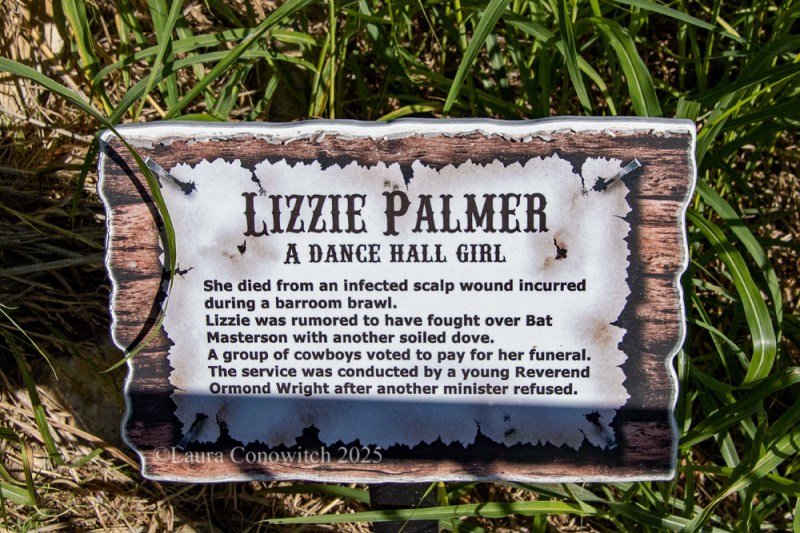 LIZZIE PALMER
A DANCE HALL GIRL
She died from an infected scalp wound incurred
during a barroom brawl.
Lizzie was rumored to have fought over Bat
Masterson with another soiled dove.
A group of cowboys voted to pay for her funeral.
The service was conducted by a young Reverend
Ormond Wright after another minister refused.
©Laura Conowitch 2025